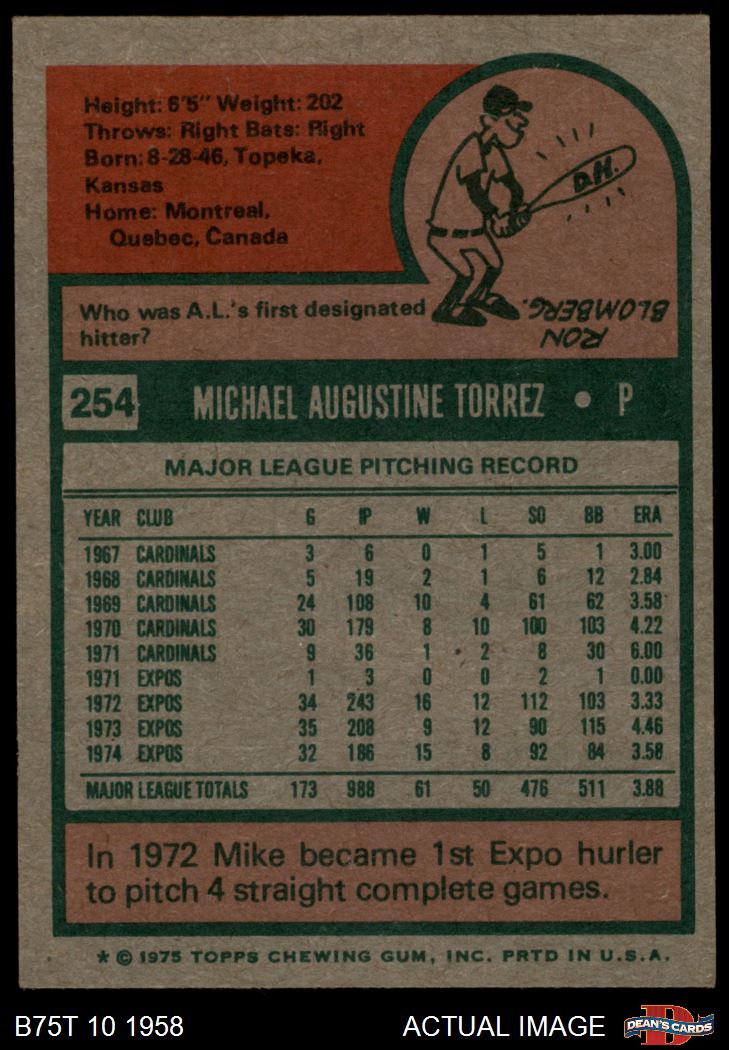 Height: 6'5" Weight: 202
Throws: Right Bats: Right
Born: 8-28-46, Topeka,
Kansas
Home: Montreal,
Quebec, Canada
D.H.
Who was A.L.'s first designated
hitter?
RON
BLOMBERG.
254 MICHAEL AUGUSTINE TORREZ • P
MAJOR LEAGUE PITCHING RECORD
YEAR CLUB G IP W L SO BB ERA
1967 CARDINALS 3 6 0 1 5 1 3.00
1968 CARDINALS 5 19 2 1 6 12 2.84
1969 CARDINALS 24 108 10 4 61 62 3.58
1970 CARDINALS 30 179 8 10 100 103 4.22
1971 CARDINALS 9 36 1 2 8 30 6.00
1971 EXPOS 1 3 0 0 2 1 0.00
1972 EXPOS 34 243 16 12 112 103 3.33
1973 EXPOS 35 208 9 12 90 115 4.46
1974 EXPOS 32 186 15 8 92 84 3.58
MAJOR LEAGUE TOTALS 173 988 61 50 476 511 3.88
In 1972 Mike became 1st Expo hurler
to pitch 4 straight complete games.
* © 1975 TOPPS CHEWING GUM, INC. PRTD IN U.S.A.
B75T 10 1958 ACTUAL IMAGE D DEAN'S CARDS